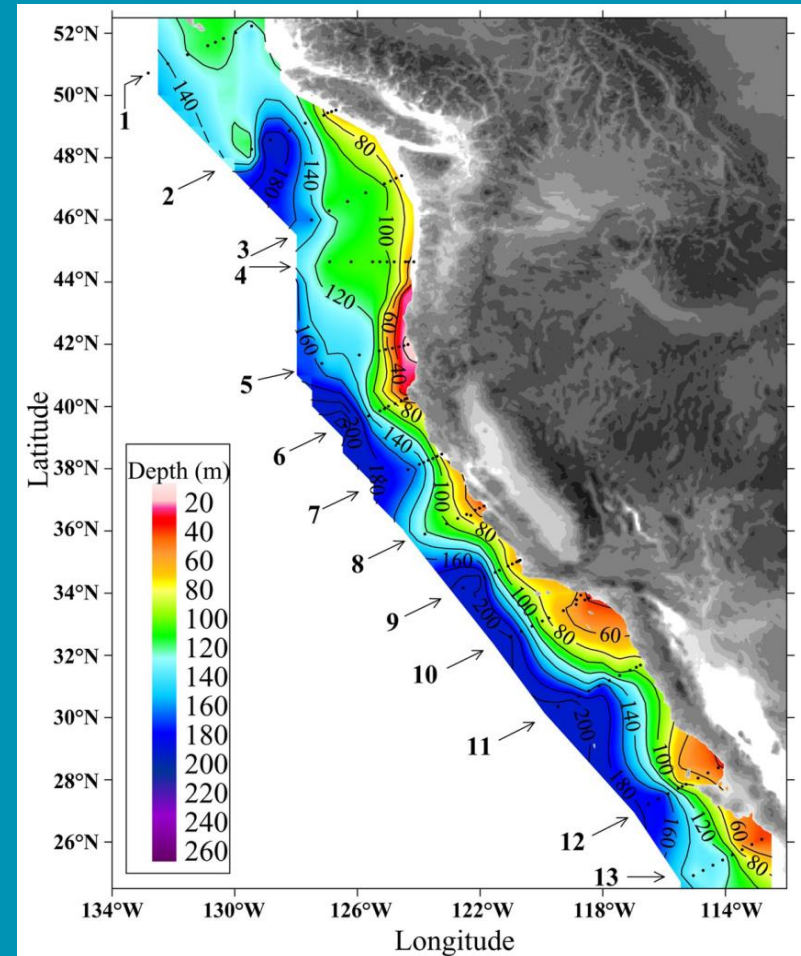 52°N
50°N
48°N
46°N
44°N
42°N
40°N
38°N
36°N
34°N
32°N
30°N
28°N
26°N
Latitude
134°W
130°W
126°W
122°W
118°W
114°W
Longitude
Depth (m)
20
40
60
80
100
120
140
160
180
200
220
240
260
1
2
3
4
5
6
7
8
9
10
11
12
13
140
180
140
80
100
120
160
60
40
80
200
140
180
100
80
160
200
100
80
60
200
140
100
180
160
120
60
80